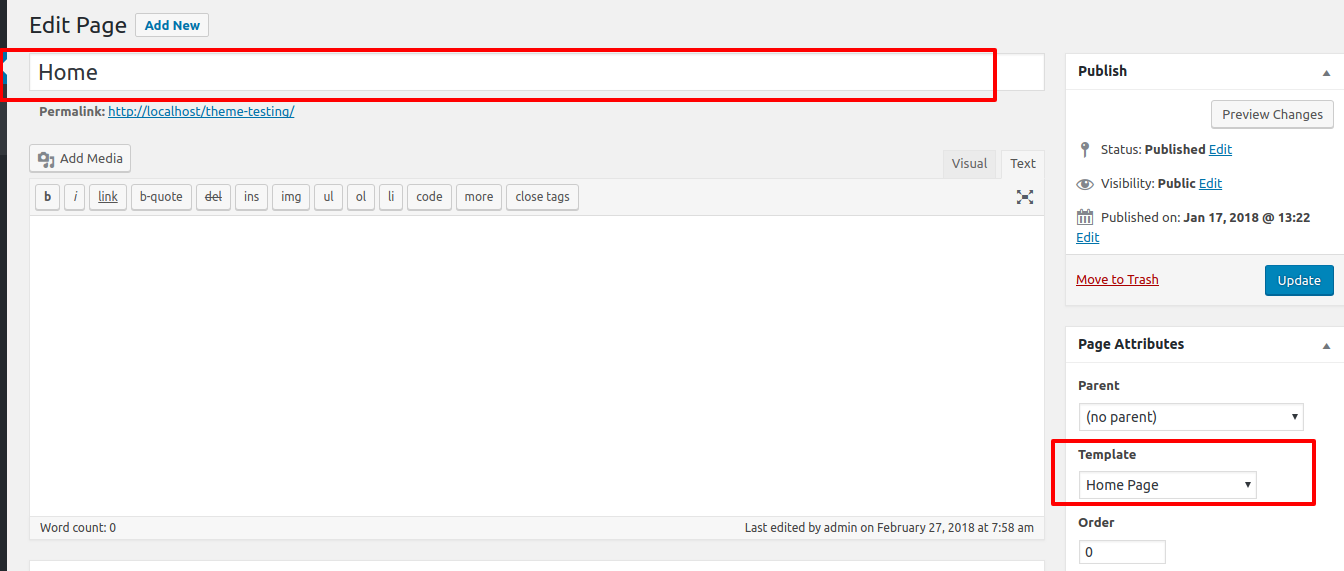 Edit Page Add New
Home
Permalink: http://localhost/theme-testing/
Add Media
Visual Text
b i link b-quote del ins img ul ol li code more close tags
Word count: 0 Last edited by admin on February 27, 2018 at 7:58 am
Publish
Preview Changes
Status: Published Edit
Visibility: Public Edit
Published on: Jan 17, 2018 @ 13:22
Edit
Move to Trash Update
Page Attributes
Parent
(no parent)
Template
Home Page
Order
0